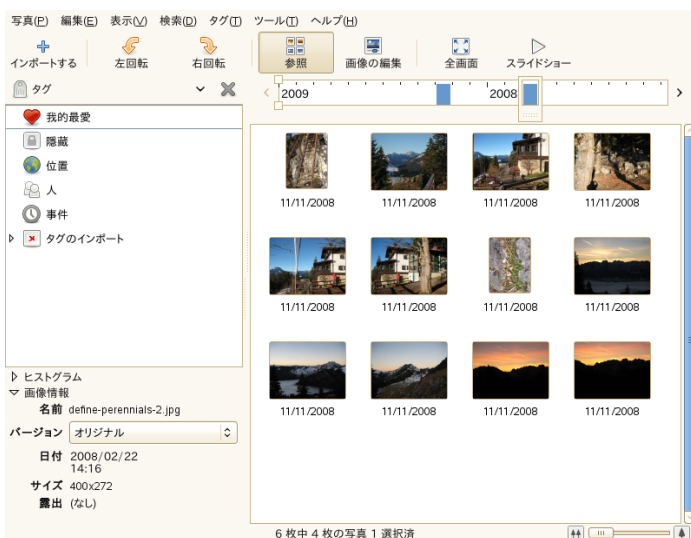 写真(P) 編集(E) 表示(V) 検索(D) タグ(T) ツール(T) ヘルプ(H)
インポートする 左回転 右回転 参照 画像の編集 全画面 スライドショー
タグ
2009 2008
我的最愛
隠蔵
位置
人
事件
タグのインポート
11/11/2008 11/11/2008 11/11/2008 11/11/2008
11/11/2008 11/11/2008 11/11/2008 11/11/2008
11/11/2008 11/11/2008 11/11/2008 11/11/2008
ヒストグラム
画像情報
名前 define-perennials-2.jpg
バージョン オリジナル
日付 2008/02/22
14:16
サイズ 400x272
露出 (なし)
6 枚中 4 枚の写真 1 選択済